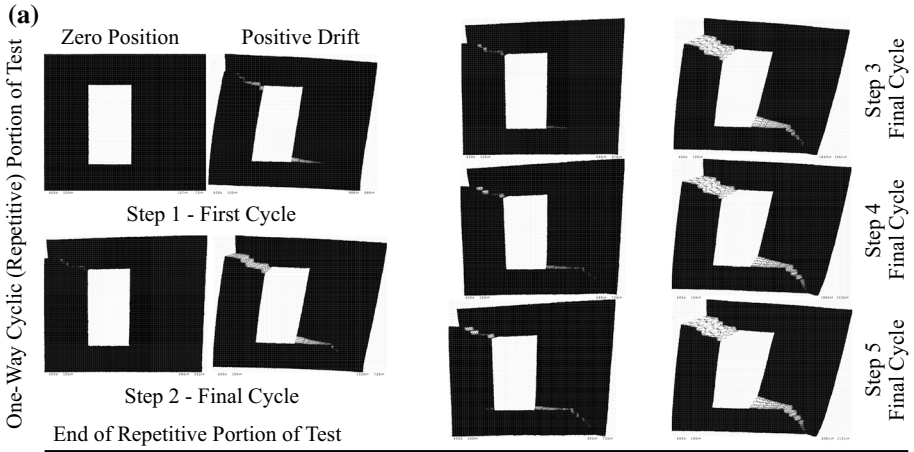 (a)
One-Way Cyclic (Repetitive) Portion of Test
Zero Position
Positive Drift
Step 1 - First Cycle
Step 2 - Final Cycle
End of Repetitive Portion of Test
Step 3
Final Cycle
Step 4
Final Cycle
Step 5
Final Cycle